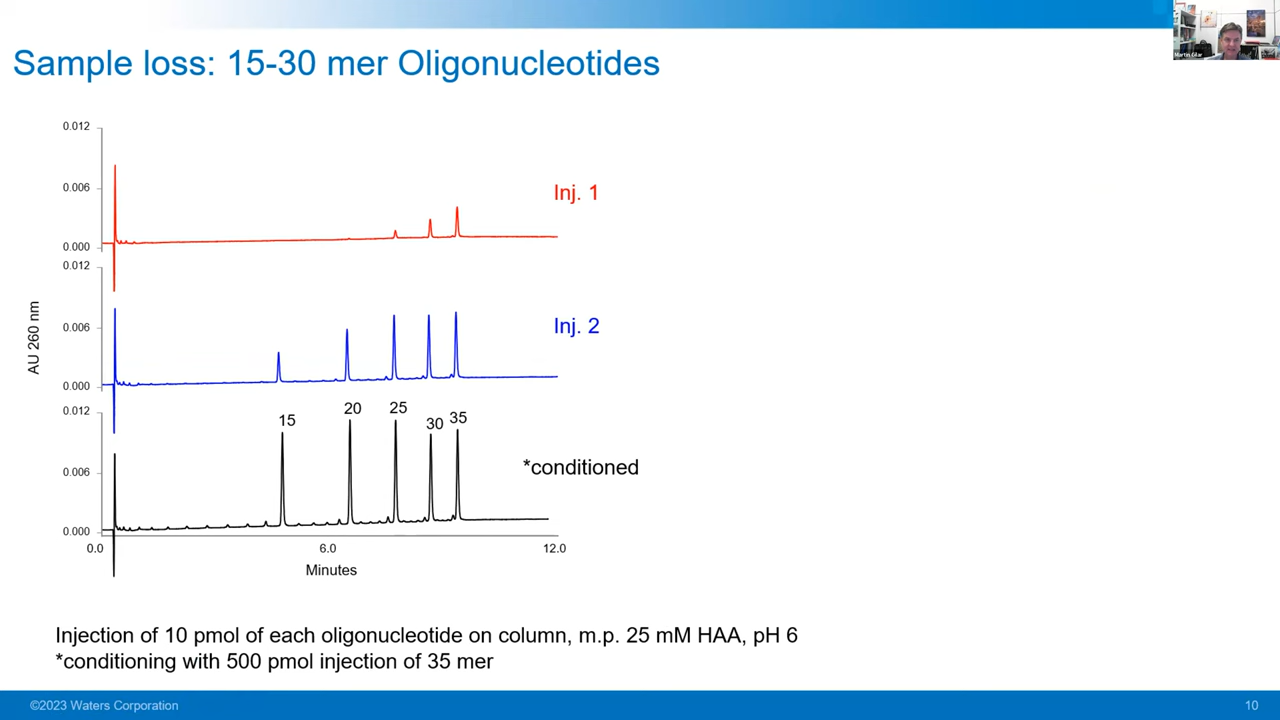 Sample loss: 15-30 mer Oligonucleotides
Martin Gilar
0.012
0.006
0.000
Inj. 1
0.012
0.006
0.000
Inj. 2
AU 260 nm
0.012
0.006
0.000
15
20
25
30
35
*conditioned
0.0
6.0
12.0
Minutes
Injection of 10 pmol of each oligonucleotide on column, m.p. 25 mM HAA, pH 6
*conditioning with 500 pmol injection of 35 mer
©2023 Waters Corporation
10